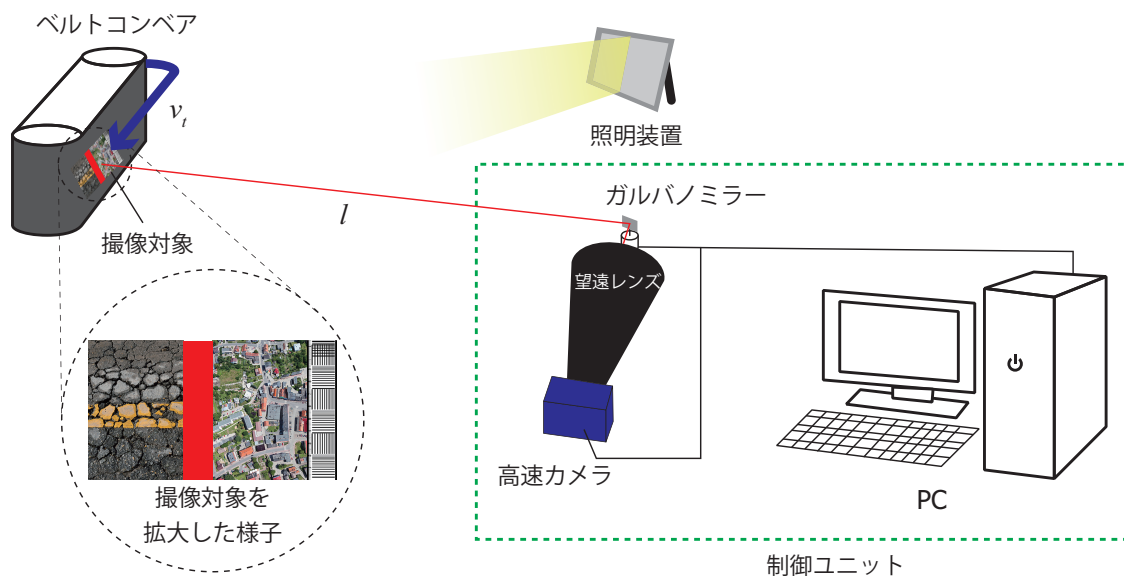 ベルトコンベア
v_t
照明装置
ガルバノミラー
l
撮像対象
望遠レンズ
撮像対象を
拡大した様子
高速カメラ
PC
制御ユニット